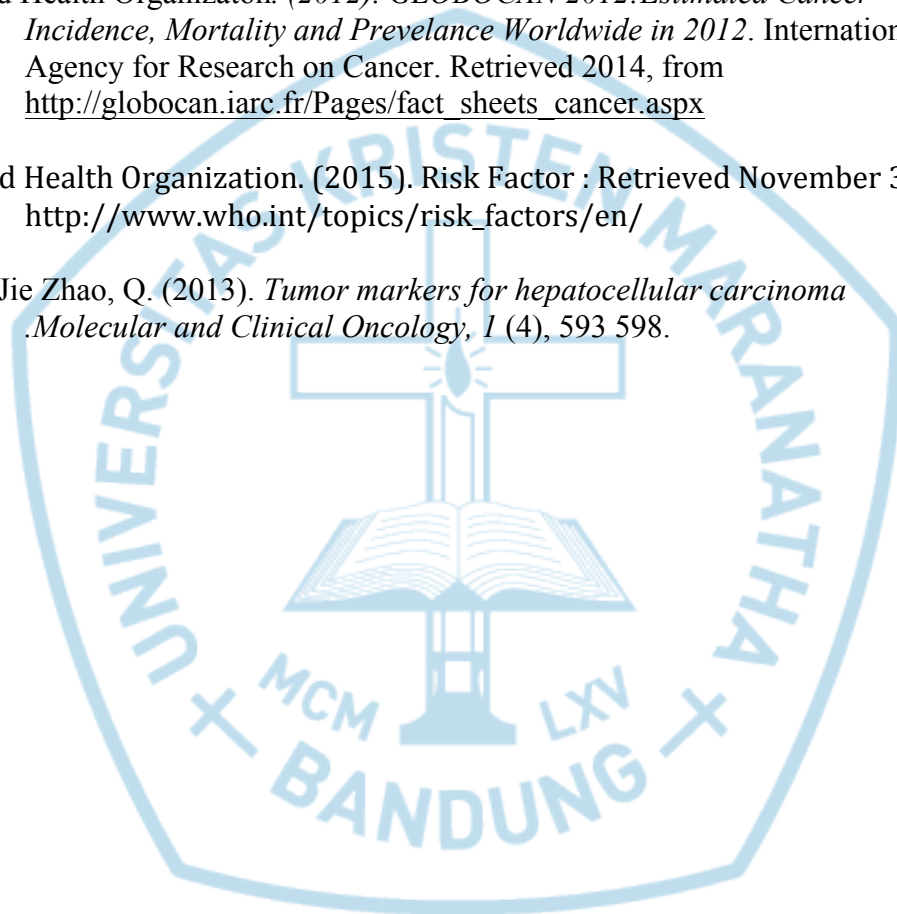 d Health Organizaton. (2012). GLOBOCAN 2012:Estimated Cancer
Incidence, Mortality and Prevelance Worldwide in 2012. Internation
Agency for Research on Cancer. Retrieved 2014, from
http://globocan.iarc.fr/Pages/fact_sheets_cancer.aspx
d Health Organization. (2015). Risk Factor : Retrieved November 3
http://www.who.int/topics/risk_factors/en/
Jie Zhao, Q. (2013). Tumor markers for hepatocellular carcinoma
.Molecular and Clinical Oncology, 1 (4), 593 598.
UNIVERSITAS KRISTEN MARANATHA
MCM LXV
BANDUNG